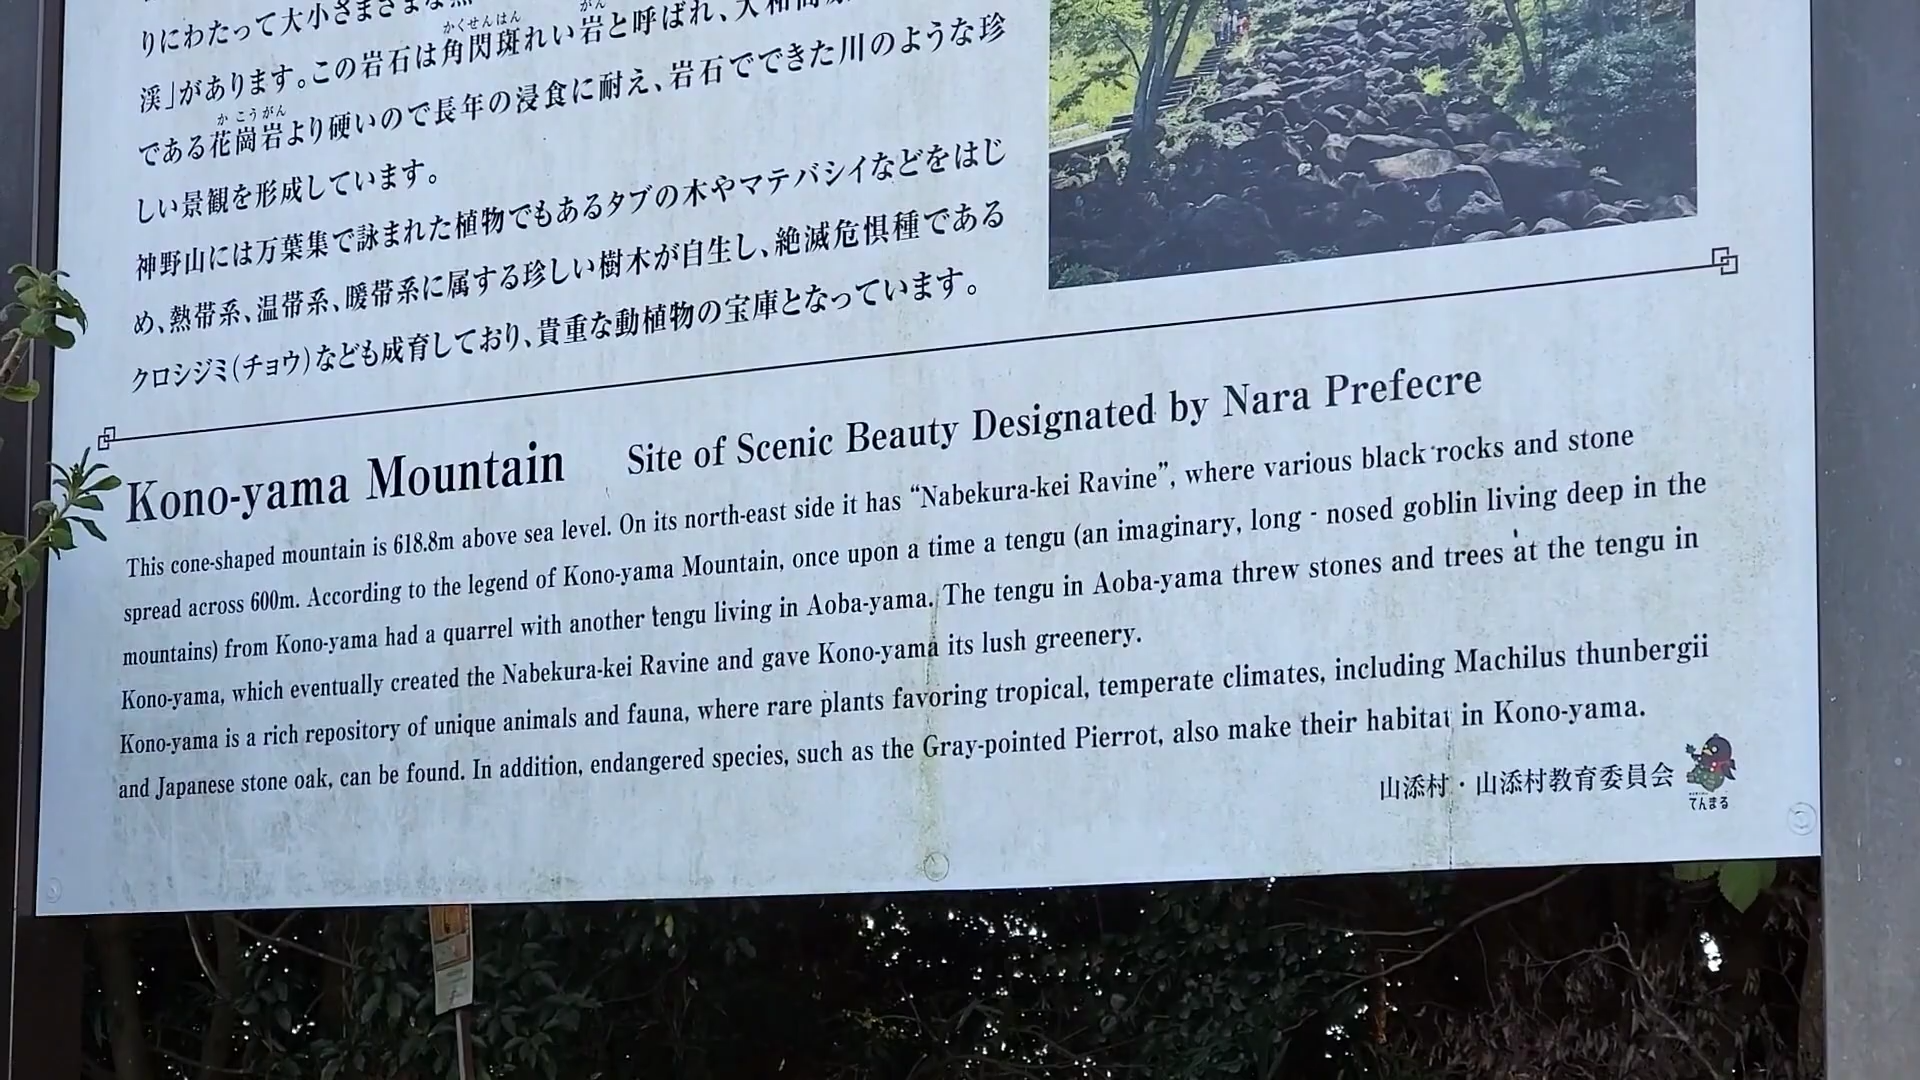 りにわたって大小さまざまな
渓」があります。この岩石は角閃斑れい岩と呼ばれ、大和高
かくせんはん がん
である花崗岩より硬いので長年の浸食に耐え、岩石でできた川のような珍
かこうがん
しい景観を形成しています。
神野山には万葉集で詠まれた植物でもあるタブの木やマテバシイなどをはじ
め、熱帯系、温帯系、暖帯系に属する珍しい樹木が自生し、絶滅危惧種である
クロシジミ(チョウ)なども成育しており、貴重な動植物の宝庫となっています。
Kono-yama Mountain Site of Scenic Beauty Designated by Nara Prefecre
This cone-shaped mountain is 618.8m above sea level. On its north-east side it has “Nabekura-kei Ravine”, where various black rocks and stone
spread across 600m. According to the legend of Kono-yama Mountain, once upon a time a tengu (an imaginary, long - nosed goblin living deep in the
mountains) from Kono-yama had a quarrel with another tengu living in Aoba-yama. The tengu in Aoba-yama threw stones and trees at the tengu in
Kono-yama, which eventually created the Nabekura-kei Ravine and gave Kono-yama its lush greenery.
Kono-yama is a rich repository of unique animals and fauna, where rare plants favoring tropical, temperate climates, including Machilus thunbergii
and Japanese stone oak, can be found. In addition, endangered species, such as the Gray-pointed Pierrot, also make their habitat in Kono-yama.
山添村・山添村教育委員会
てんまる